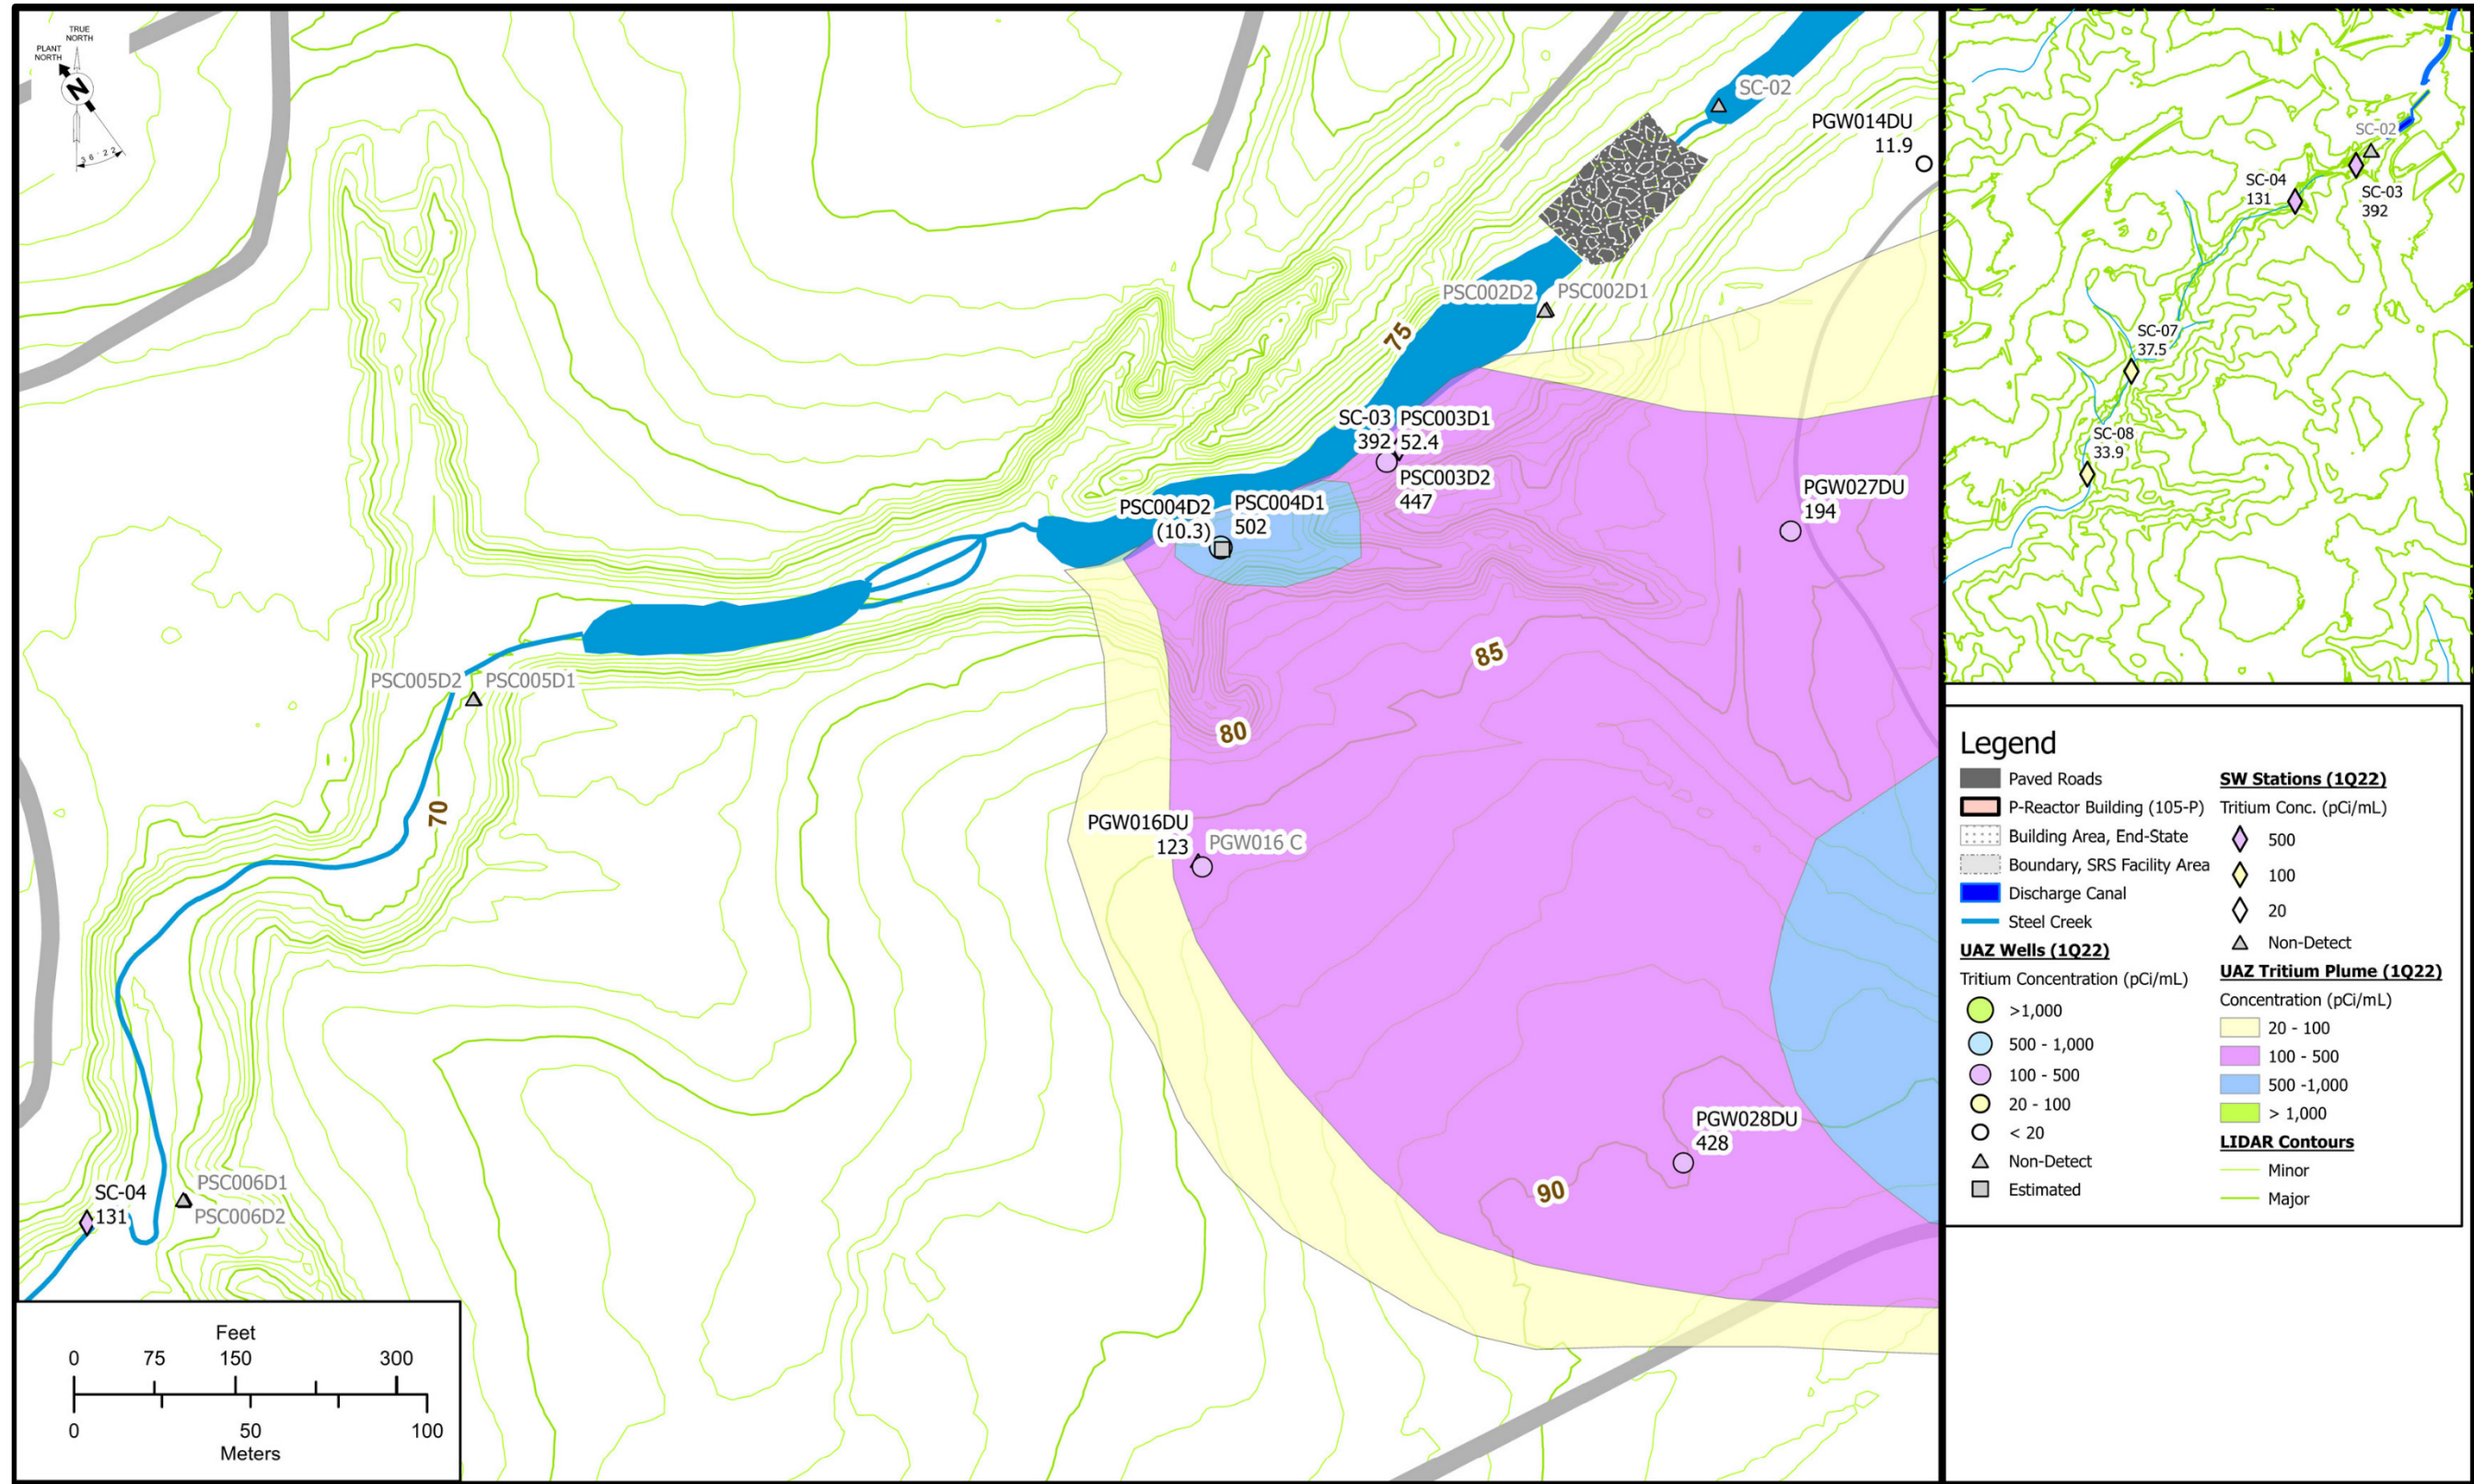 TRUE
NORTH
PLANT
NORTH
N
36°22'
SC-02
PGW014DU
11.9
PSC002D2
PSC002D1
75
SC-03
392
PSC003D1
52.4
PSC003D2
447
PSC004D2
(10.3)
PSC004D1
502
PGW027DU
194
85
80
PSC005D2
PSC005D1
70
PGW016DU
123
PGW016 C
PGW028DU
428
90
PSC006D1
PSC006D2
SC-04
131
Feet
0 75 150 300
0 50 100
Meters
SC-02
SC-04
131
SC-03
392
SC-07
37.5
SC-08
33.9
Legend
Paved Roads
P-Reactor Building (105-P)
Building Area, End-State
Boundary, SRS Facility Area
Discharge Canal
Steel Creek
UAZ Wells (1Q22)
Tritium Concentration (pCi/mL)
>1,000
500 - 1,000
100 - 500
20 - 100
< 20
Non-Detect
Estimated
SW Stations (1Q22)
Tritium Conc. (pCi/mL)
500
100
20
Non-Detect
UAZ Tritium Plume (1Q22)
Concentration (pCi/mL)
20 - 100
100 - 500
500 -1,000
> 1,000
LIDAR Contours
Minor
Major